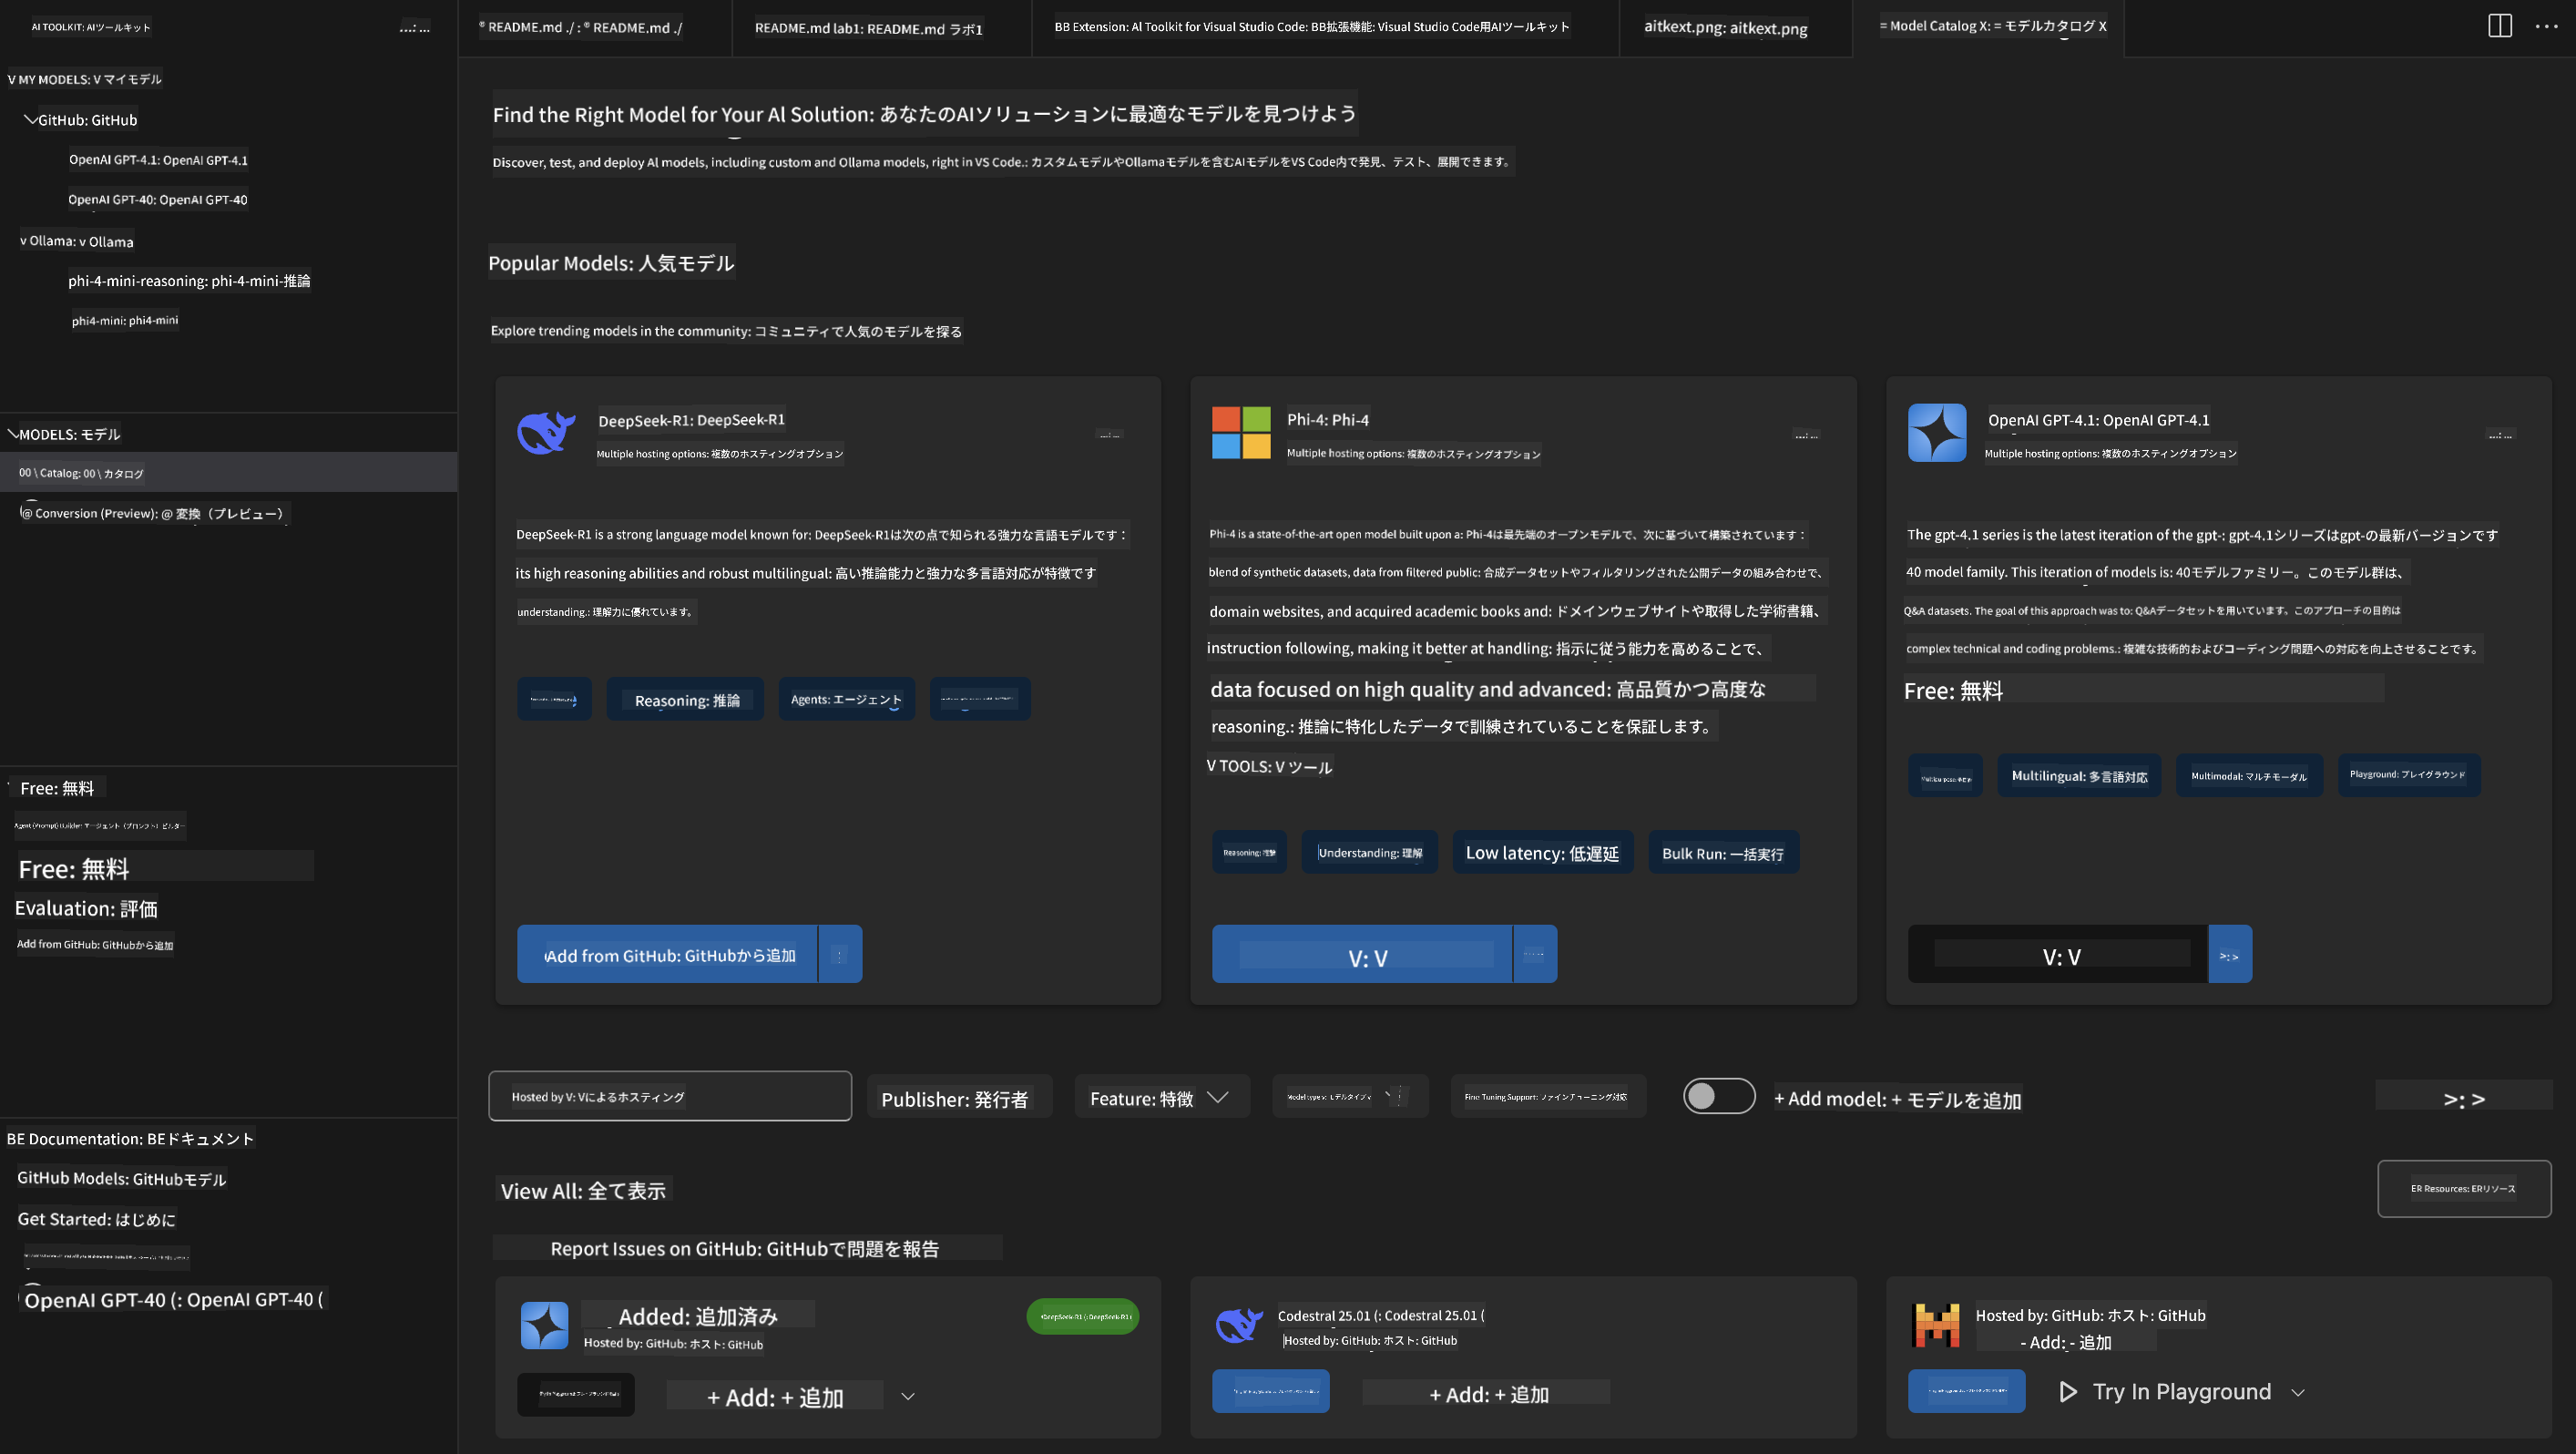 AI TOOLKIT: AIツールキット
V MY MODELS: V マイモデル
GitHub: GitHub
OpenAI GPT-4.1: OpenAI GPT-4.1
OpenAI GPT-40: OpenAI GPT-40
v Ollama: v Ollama
phi-4-mini-reasoning: phi-4-mini-推論
phi4-mini: phi4-mini
MODELS: モデル
00 \ Catalog: 00 \ カタログ
@ Conversion (Preview): @ 変換（プレビュー）
Free: 無料
Agent (Prompt) Builder: エージェント（プロンプト）ビルダー
Free: 無料
Evaluation: 評価
Add from GitHub: GitHubから追加
BE Documentation: BEドキュメント
GitHub Models: GitHubモデル
Get Started: はじめに
OpenAI GPT-40 (: OpenAI GPT-40 (
® README.md ./ : ® README.md ./
README.md lab1: README.md ラボ1
BB Extension: Al Toolkit for Visual Studio Code: BB拡張機能: Visual Studio Code用AIツールキット
aitkext.png: aitkext.png
= Model Catalog X: = モデルカタログ X
Find the Right Model for Your Al Solution: あなたのAIソリューションに最適なモデルを見つけよう
Discover, test, and deploy Al models, including custom and Ollama models, right in VS Code.: カスタムモデルやOllamaモデルを含むAIモデルをVS Code内で発見、テスト、展開できます。
Popular Models: 人気モデル
Explore trending models in the community: コミュニティで人気のモデルを探る
DeepSeek-R1: DeepSeek-R1
Multiple hosting options: 複数のホスティングオプション
DeepSeek-R1 is a strong language model known for: DeepSeek-R1は次の点で知られる強力な言語モデルです：
its high reasoning abilities and robust multilingual: 高い推論能力と強力な多言語対応が特徴です
understanding.: 理解力に優れています。
Reasoning: 推論
Agents: エージェント
Add from GitHub: GitHubから追加
Phi-4: Phi-4
Multiple hosting options: 複数のホスティングオプション
Phi-4 is a state-of-the-art open model built upon a: Phi-4は最先端のオープンモデルで、次に基づいて構築されています：
blend of synthetic datasets, data from filtered public: 合成データセットやフィルタリングされた公開データの組み合わせで、
domain websites, and acquired academic books and: ドメインウェブサイトや取得した学術書籍、
instruction following, making it better at handling: 指示に従う能力を高めることで、
data focused on high quality and advanced: 高品質かつ高度な
reasoning.: 推論に特化したデータで訓練されていることを保証します。
V TOOLS: V ツール
Reasoning: 推論
Understanding: 理解
Low latency: 低遅延
Bulk Run: 一括実行
V: V
OpenAI GPT-4.1: OpenAI GPT-4.1
Multiple hosting options: 複数のホスティングオプション
The gpt-4.1 series is the latest iteration of the gpt-: gpt-4.1シリーズはgpt-の最新バージョンです
40 model family. This iteration of models is: 40モデルファミリー。このモデル群は、
Q&A datasets. The goal of this approach was to: Q&Aデータセットを用いています。このアプローチの目的は
complex technical and coding problems.: 複雑な技術的およびコーディング問題への対応を向上させることです。
Free: 無料
Multipurpose: 多目的
Multilingual: 多言語対応
Multimodal: マルチモーダル
Playground: プレイグラウンド
V: V
>: >
Hosted by V: Vによるホスティング
Publisher: 発行者
Feature: 特徴
Fine Tuning Support: ファインチューニング対応
+ Add model: + モデルを追加
>: >
View All: 全て表示
ER Resources: ERリソース
Report Issues on GitHub: GitHubで問題を報告
Added: 追加済み
Hosted by: GitHub: ホスト: GitHub
+ Add: + 追加
Codestral 25.01 (: Codestral 25.01 (
Hosted by: GitHub: ホスト: GitHub
+ Add: + 追加
Hosted by: GitHub: ホスト: GitHub
- Add: - 追加
Try In Playground